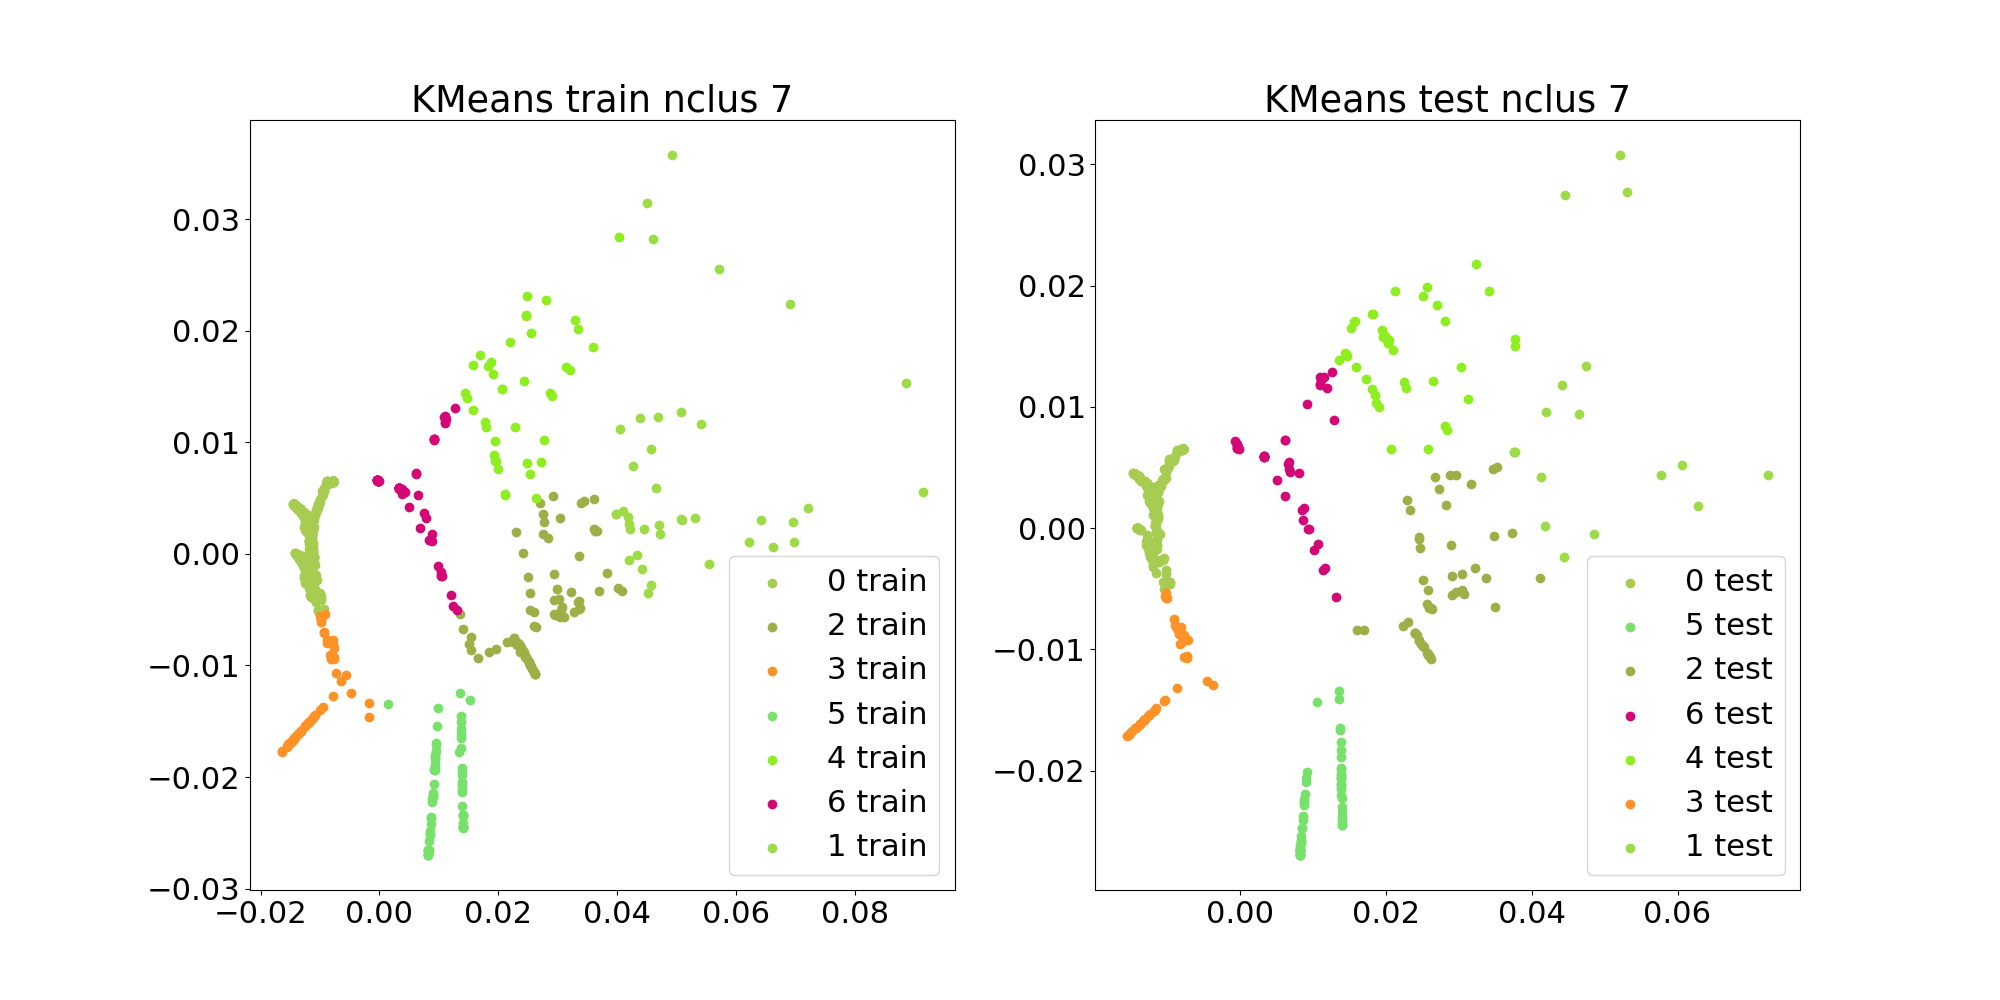 KMeans train nclus 7
0.03
0.02
0.01
0.00
−0.01
−0.02
−0.03
−0.02 0.00 0.02 0.04 0.06 0.08
0 train
2 train
3 train
5 train
4 train
6 train
1 train
KMeans test nclus 7
0.03
0.02
0.01
0.00
−0.01
−0.02
0.00 0.02 0.04 0.06
0 test
5 test
2 test
6 test
4 test
3 test
1 test